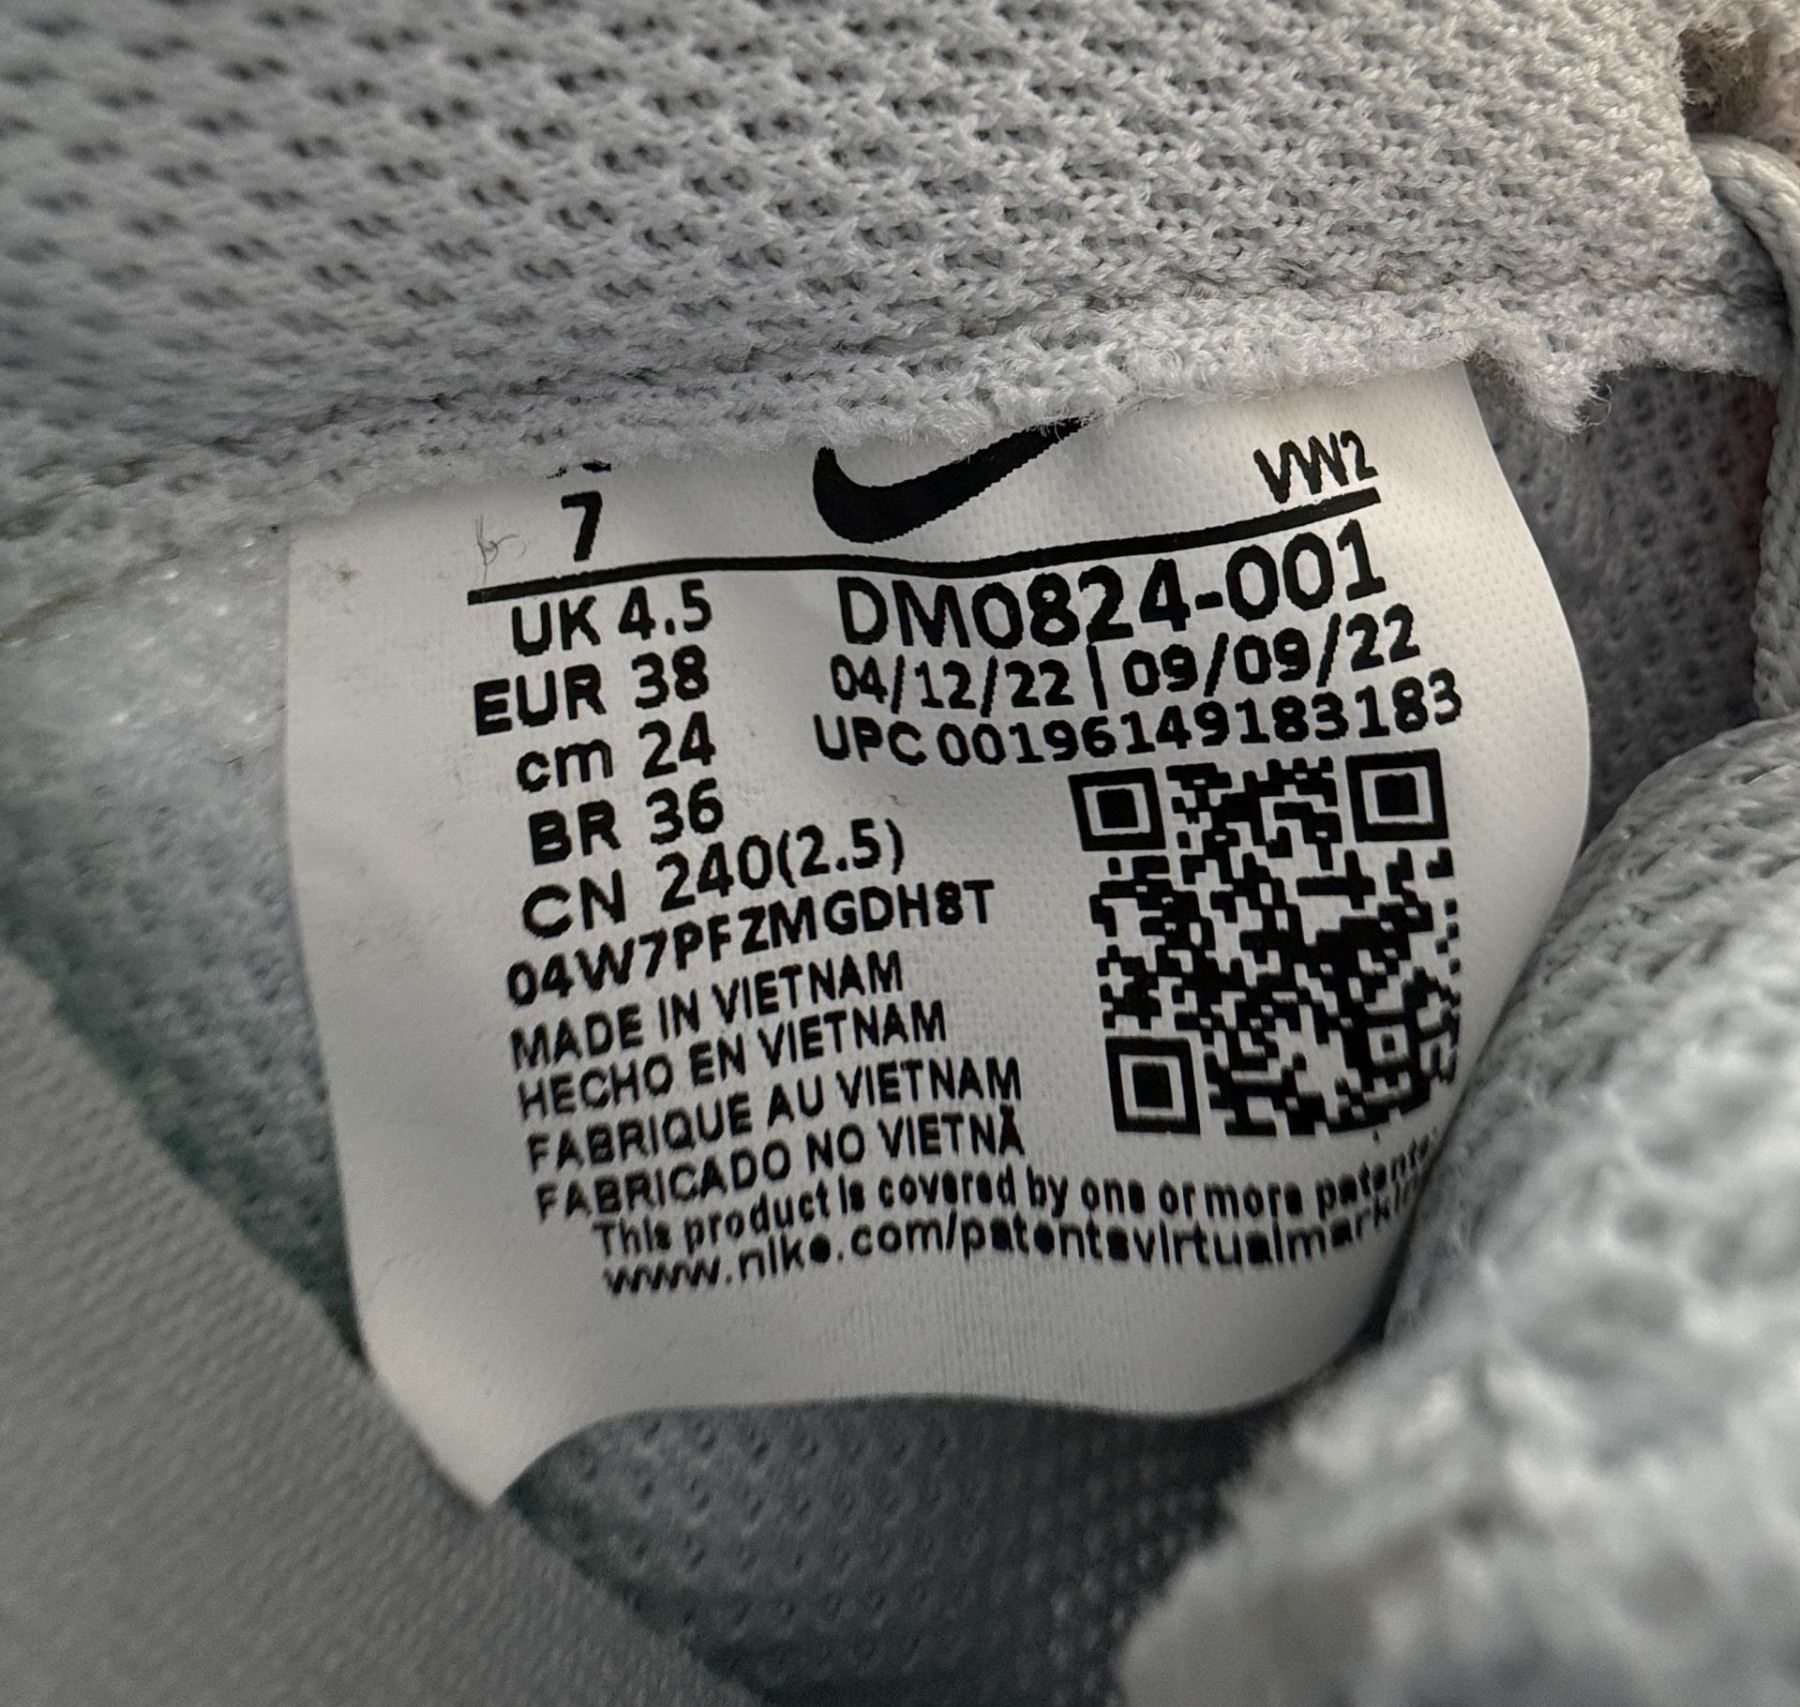 7
VW2
UK 4.5
EUR 38
cm 24
BR 36
CN 240(2.5)
04W7PFZMGDH8T
DM0824-001
04/12/22 | 09/09/22
UPC 00196149183183
MADE IN VIETNAM
HECHO EN VIETNAM
FABRIQUE AU VIETNAM
FABRICADO NO VIETNÃ
This product is covered by one or more
www.nike.com/patentsvirtualmark